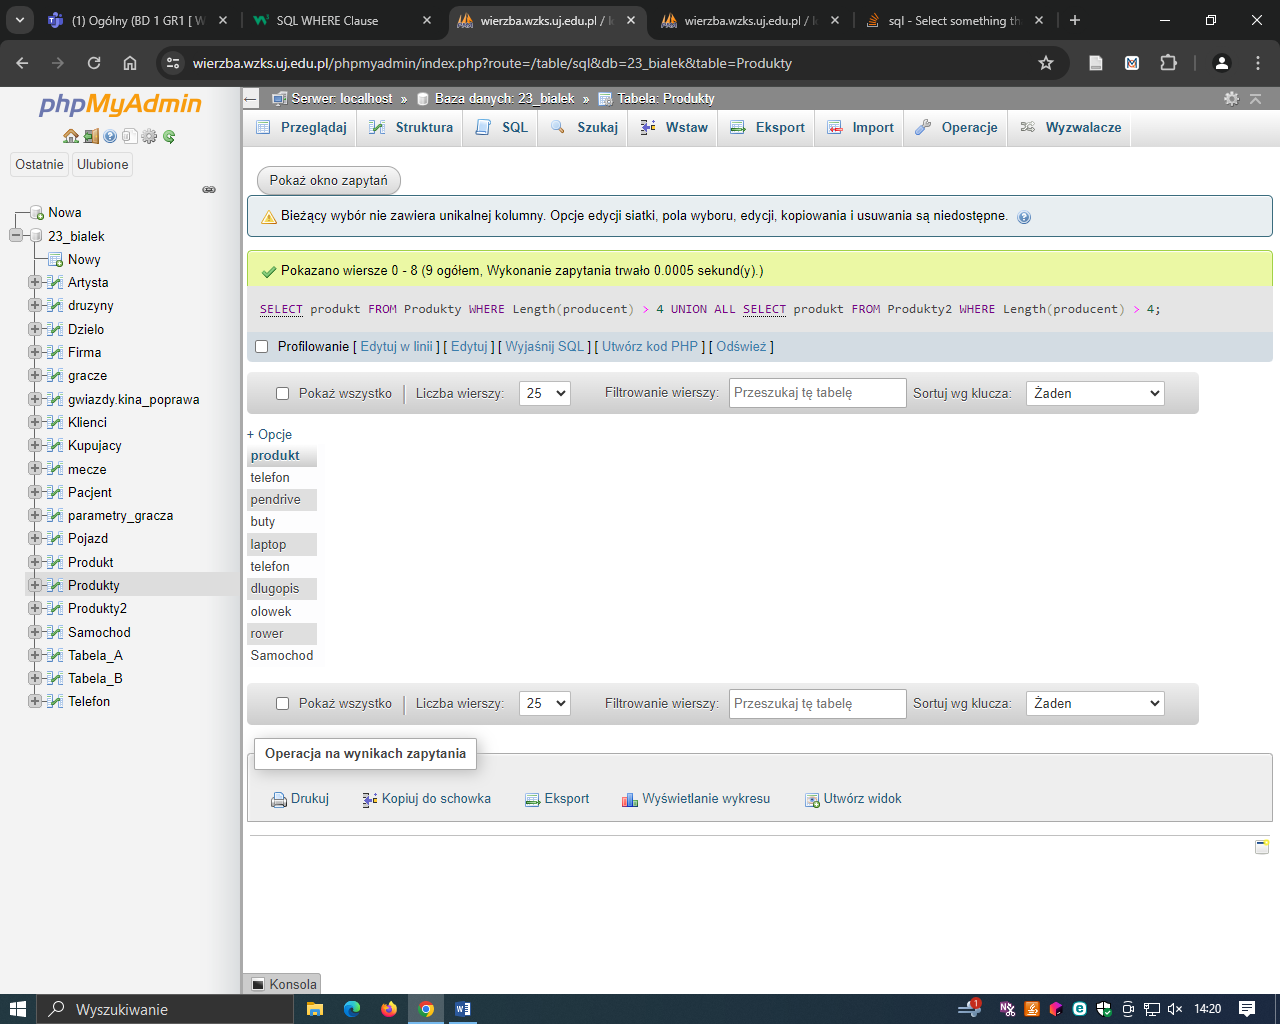 (1) Ogólny (BD 1 GR1 [ W
SQL WHERE Clause
wierzba.wzks.uj.edu.pl / l
wierzba.wzks.uj.edu.pl / l
sql - Select something th
wierzba.wzks.uj.edu.pl/phpmyadmin/index.php?route=/table/sql&db=23_bialek&table=Produkty
phpMyAdmin
Ostatnie
Ulubione
Nowa
23_bialek
Nowy
Artysta
druzyny
Dzielo
Firma
gracze
gwiazdy.kina_poprawa
Klienci
Kupujacy
mecze
Pacjent
parametry_gracza
Pojazd
Produkt
Produkty
Produkty2
Samochod
Tabela_A
Tabela_B
Telefon
Serwer: localhost » Baza danych: 23_bialek » Tabela: Produkty
Przeglądaj
Struktura
SQL
Szukaj
Wstaw
Eksport
Import
Operacje
Wyzwalacze
Pokaż okno zapytań
Bieżący wybór nie zawiera unikalnej kolumny. Opcje edycji siatki, pola wyboru, edycji, kopiowania i usuwania są niedostępne.
Pokazano wiersze 0 - 8 (9 ogółem, Wykonanie zapytania trwało 0.0005 sekund(y).)
SELECT produkt FROM Produkty WHERE Length(producent) > 4 UNION ALL SELECT produkt FROM Produkty2 WHERE Length(producent) > 4;
Profilowanie [ Edytuj w linii ] [ Edytuj ] [ Wyjaśnij SQL ] [ Utwórz kod PHP ] [ Odśwież ]
Pokaż wszystko
Liczba wierszy:
25
Filtrowanie wierszy:
Przeszukaj tę tabelę
Sortuj wg klucza:
Żaden
+ Opcje
produkt
telefon
pendrive
buty
laptop
telefon
dlugopis
olowek
rower
Samochod
Pokaż wszystko
Liczba wierszy:
25
Filtrowanie wierszy:
Przeszukaj tę tabelę
Sortuj wg klucza:
Żaden
Operacja na wynikach zapytania
Drukuj
Kopiuj do schowka
Eksport
Wyświetlanie wykresu
Utwórz widok
Konsola
Wyszukiwanie
1
14:20